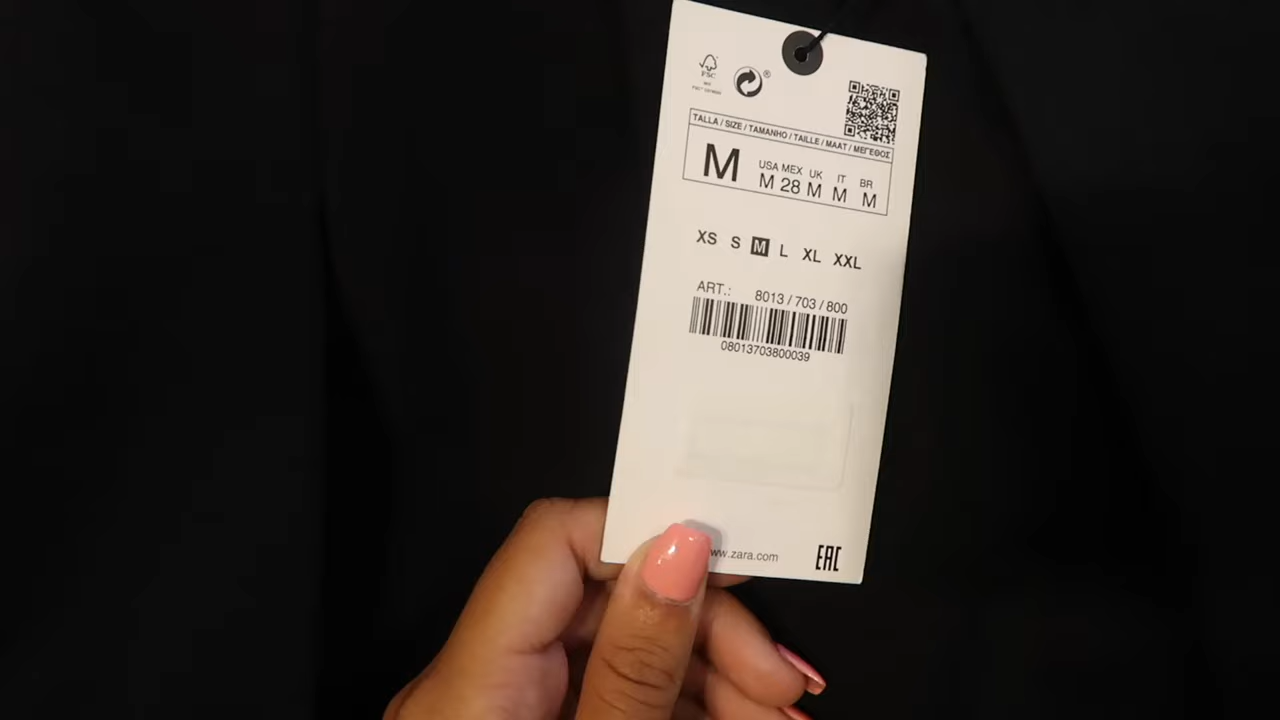 FSC
®
TALLA / SIZE / TAMANHO / TAILLE / MAAT / ΜΕΓΕΘΟΣ
M
USA MEX UK IT BR
M 28 M M M
XS S M L XL XXL
ART.: 8013 / 703 / 800
08013703800039
ww.zara.com
EAC